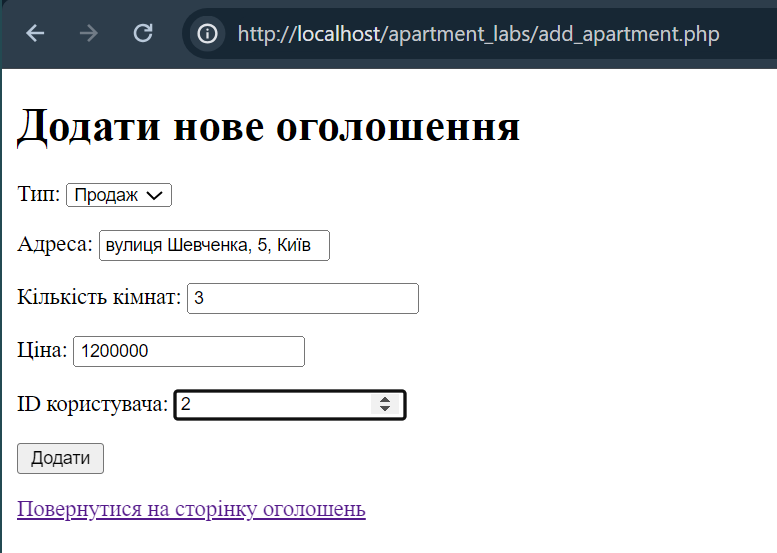 http://localhost/apartment_labs/add_apartment.php
Додати нове оголошення
Тип: Продаж
Адреса: вулиця Шевченка, 5, Київ
Кількість кімнат: 3
Ціна: 1200000
ID користувача: 2
Додати
Повернутися на сторінку оголошень